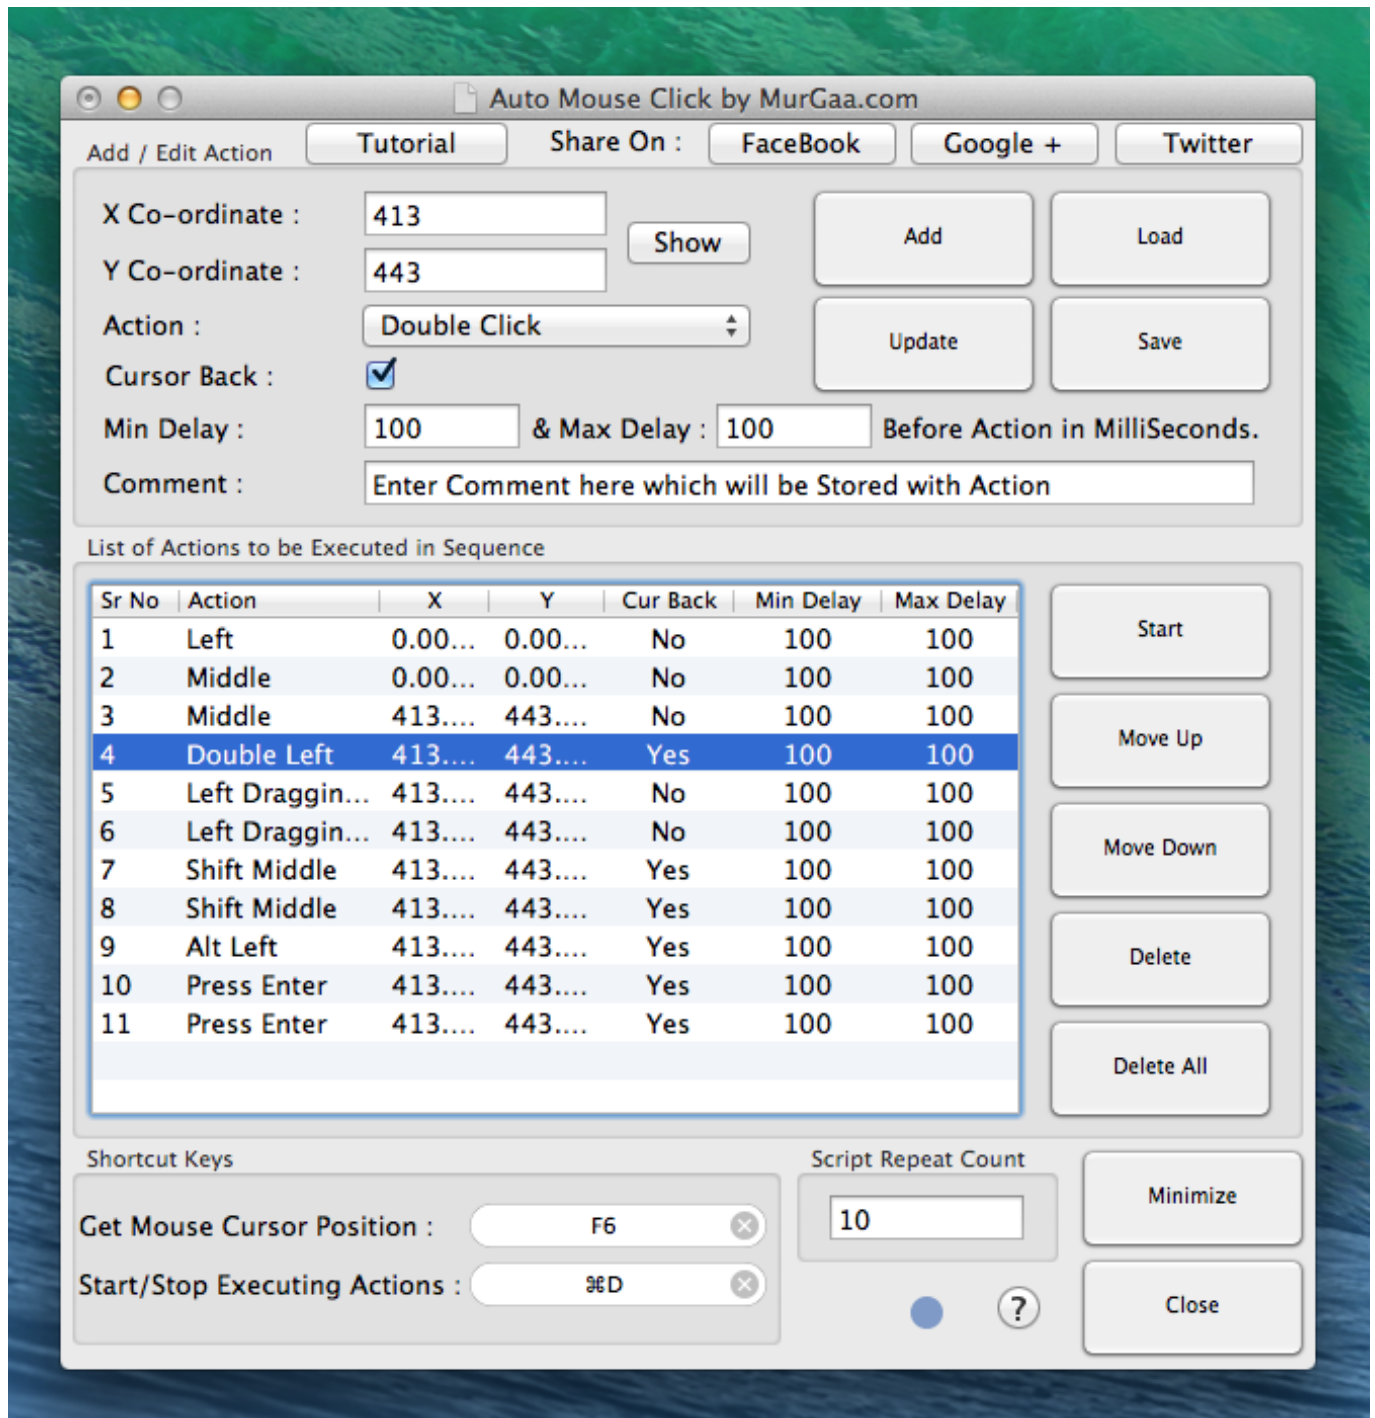 Auto Mouse Click by MurGaa.com
Add / Edit Action Tutorial Share On : FaceBook Google + Twitter
X Co-ordinate : 413
Y Co-ordinate : 443
Show
Add Load
Action : Double Click
Update Save
Cursor Back :
Min Delay : 100 & Max Delay : 100 Before Action in MilliSeconds.
Comment : Enter Comment here which will be Stored with Action
List of Actions to be Executed in Sequence
Sr No Action X Y Cur Back Min Delay Max Delay
1 Left 0.00... 0.00... No 100 100
2 Middle 0.00... 0.00... No 100 100
3 Middle 413.... 443.... No 100 100
4 Double Left 413.... 443.... Yes 100 100
5 Left Draggin... 413.... 443.... No 100 100
6 Left Draggin... 413.... 443.... No 100 100
7 Shift Middle 413.... 443.... Yes 100 100
8 Shift Middle 413.... 443.... Yes 100 100
9 Alt Left 413.... 443.... Yes 100 100
10 Press Enter 413.... 443.... Yes 100 100
11 Press Enter 413.... 443.... Yes 100 100
Start
Move Up
Move Down
Delete
Delete All
Shortcut Keys
Get Mouse Cursor Position : F6
Start/Stop Executing Actions : ⌘D
Script Repeat Count
10
?
Minimize
Close